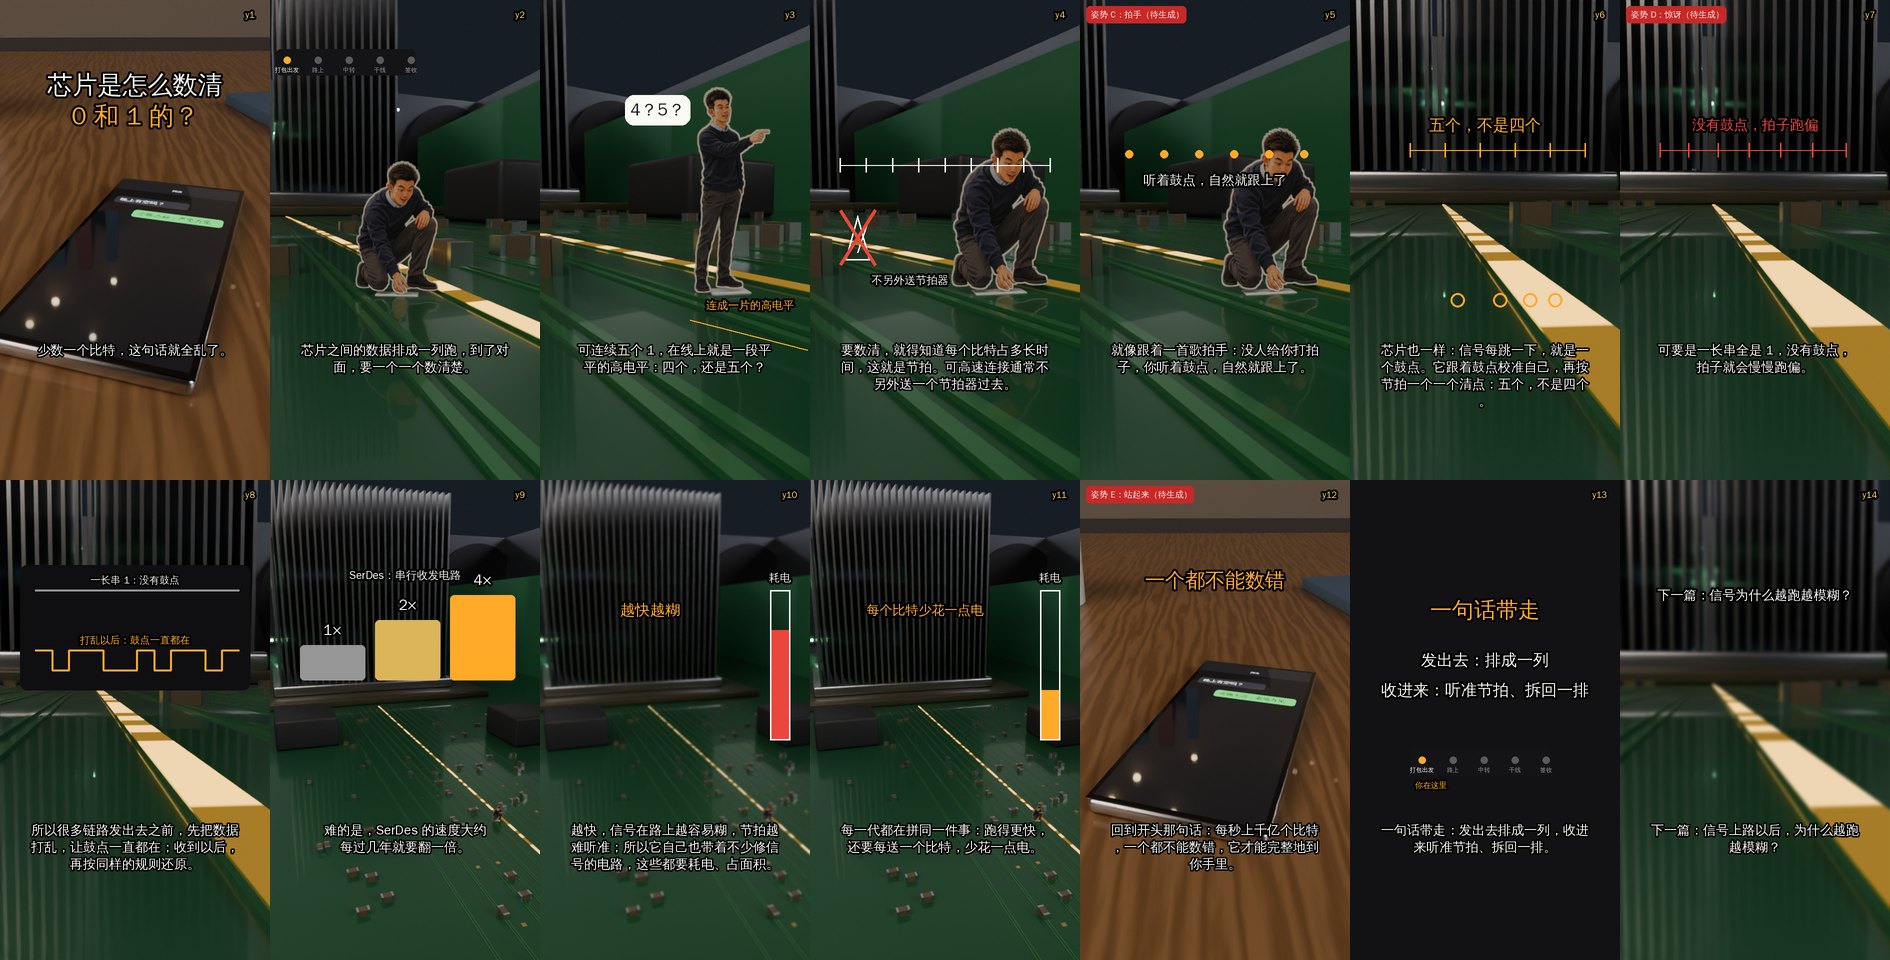 y1
芯片是怎么数清
0 和 1 的？
晚上有空吗？
少数一个比特，这句话就全乱了。
y2
打包出发
路上
中转
干线
签收
芯片之间的数据排成一列跑，到了对
面，要一个一个数清楚。
y3
4？5？
连成一片的高电平
可连续五个 1，在线上就是一段平
平的高电平：四个，还是五个？
y4
不另外送节拍器
要数清，就得知道每个比特占多长时
间，这就是节拍。可高速连接通常不
另外送一个节拍器过去。
姿势 C：拍手（待生成）
y5
听着鼓点，自然就跟上了
就像跟着一首歌拍手：没人给你打拍
子，你听着鼓点，自然就跟上了。
y6
五个，不是四个
芯片也一样：信号每跳一下，就是一
个鼓点。它跟着鼓点校准自己，再按
节拍一个一个清点：五个，不是四个
。
姿势 D：惊讶（待生成）
y7
没有鼓点，拍子跑偏
可要是一长串全是 1，没有鼓点，
拍子就会慢慢跑偏。
y8
一长串 1：没有鼓点
打乱以后：鼓点一直都在
所以很多链路发出去之前，先把数据
打乱，让鼓点一直都在；收到以后，
再按同样的规则还原。
y9
SerDes：串行收发电路
1×
2×
4×
难的是，SerDes 的速度大约
每过几年就要翻一倍。
y10
耗电
越快越糊
越快，信号在路上越容易糊，节拍越
难听准；所以它自己也带着不少修信
号的电路，这些都要耗电、占面积。
y11
耗电
每个比特少花一点电
每一代都在拼同一件事：跑得更快，
还要每送一个比特，少花一点电。
姿势 E：站起来（待生成）
y12
一个都不能数错
晚上有空吗？
回到开头那句话：每秒上千亿个比特
，一个都不能数错，它才能完整地到
你手里。
y13
一句话带走
发出去：排成一列
收进来：听准节拍、拆回一排
打包出发
路上
中转
干线
签收
你在这里
一句话带走：发出去排成一列，收进
来听准节拍、拆回一排。
y14
下一篇：信号为什么越跑越模糊？
下一篇：信号上路以后，为什么越跑
越模糊？